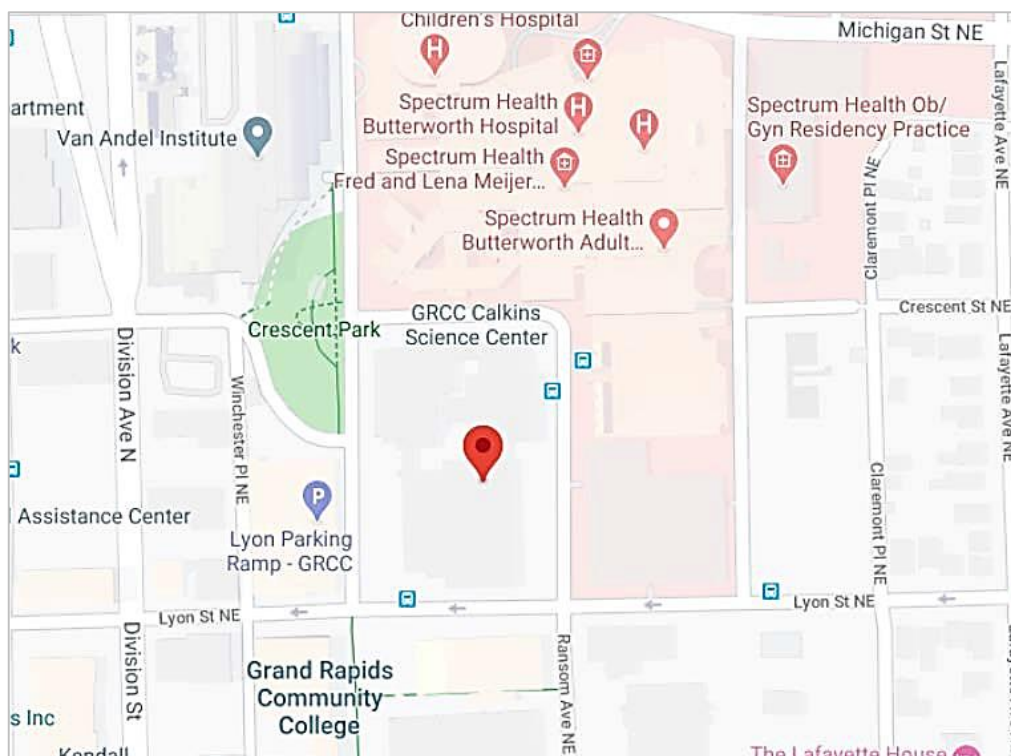 Children's Hospital
H
Michigan St NE
artment
Van Andel Institute
Spectrum Health
Butterworth Hospital
H
H
Spectrum Health Ob/
Gyn Residency Practice
Lafayette Ave NE
Spectrum Health
Fred and Lena Meijer...
Claremont Pl NE
Spectrum Health
Butterworth Adult...
Crescent Park
GRCC Calkins
Science Center
Crescent St NE
k
Division Ave N
Winchester Pl NE
Lafayette Ave NE
P
Claremont Pl NE
Assistance Center
Lyon Parking
Ramp - GRCC
Lyon St NE
Lyon St NE
Division St
Grand Rapids
Community
College
Ransom Ave NE
s Inc
Kendall
The Lafayette House